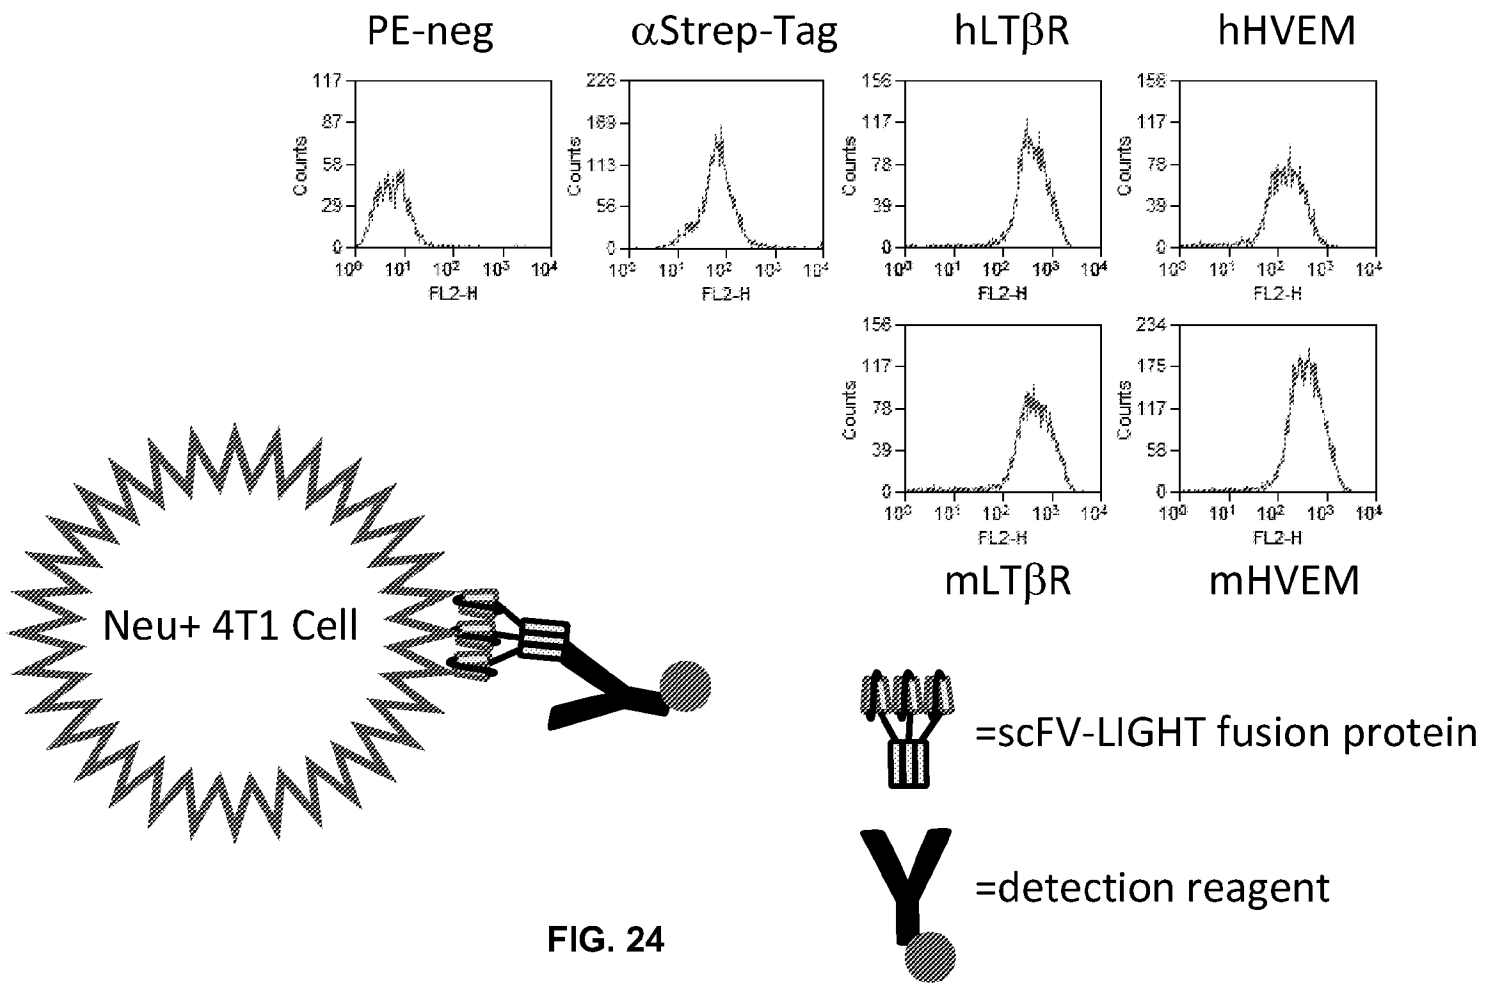 PE-neg
αStrep-Tag
hLTβR
hHVEM
117
87
58
29
0
Counts
10⁰ 10¹ 10² 10³ 10⁴
FL2-H
226
169
113
56
0
Counts
10⁰ 10¹ 10² 10³ 10⁴
FL2-H
156
117
78
39
0
Counts
10⁰ 10¹ 10² 10³ 10⁴
FL2-H
156
117
78
39
0
Counts
10⁰ 10¹ 10² 10³ 10⁴
FL2-H
156
117
78
39
0
Counts
10⁰ 10¹ 10² 10³ 10⁴
FL2-H
234
175
117
58
0
Counts
10⁰ 10¹ 10² 10³ 10⁴
FL2-H
mLTβR
mHVEM
Neu+ 4T1 Cell
=scFV-LIGHT fusion protein
=detection reagent
FIG. 24